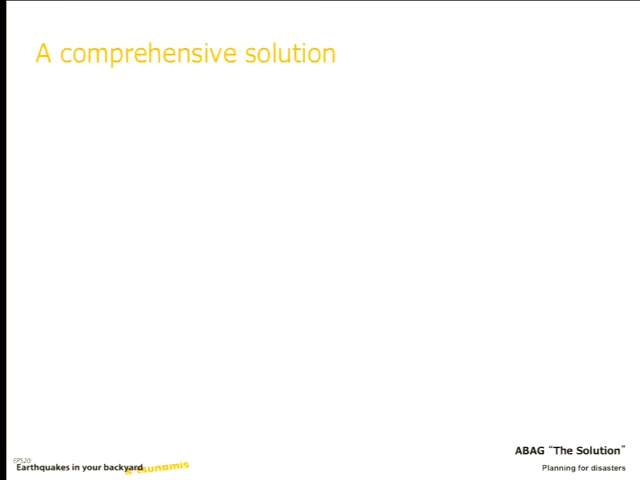 A comprehensive solution
ABAG “The Solution”
EPS20:
Earthquakes in your backyard
& tsunamis
Planning for disasters